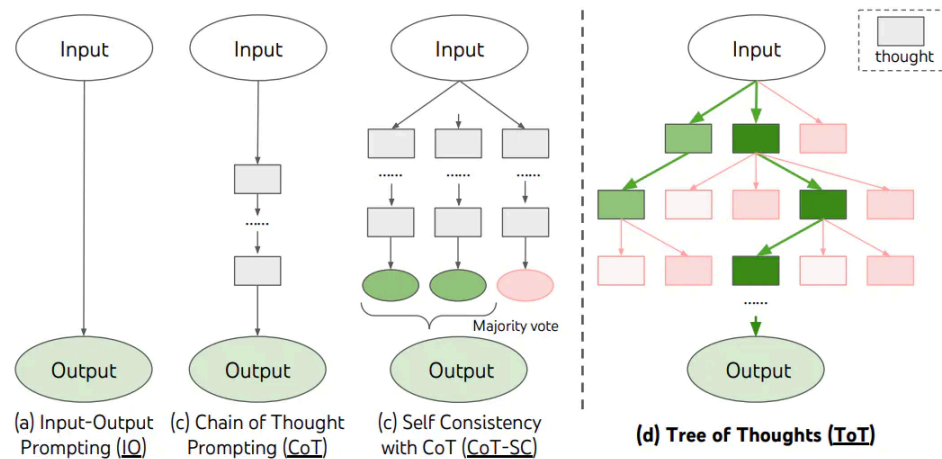 Input
Input
Input
Input
thought
......
......
......
......
......
Majority vote
Output
Output
Output
Output
(a) Input-Output
Prompting (IO)
(c) Chain of Thought
Prompting (CoT)
(c) Self Consistency
with CoT (CoT-SC)
(d) Tree of Thoughts (ToT)